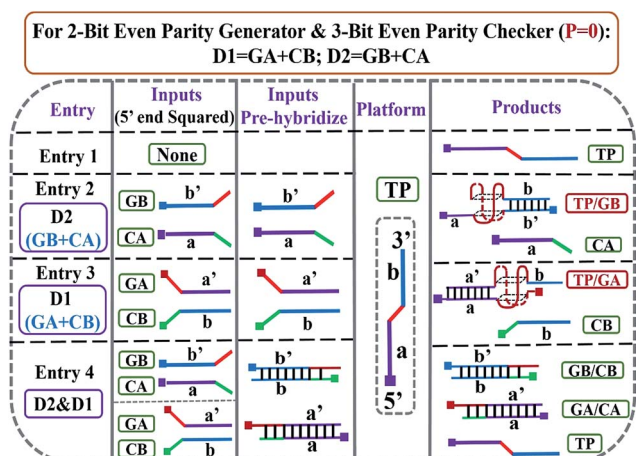 For 2-Bit Even Parity Generator & 3-Bit Even Parity Checker (P=0):
D1=GA+CB; D2=GB+CA
Entry
Inputs
(5' end Squared)
Inputs
Pre-hybridize
Platform
Products
Entry 1
None
TP
TP
Entry 2
D2
(GB+CA)
GB
b'
CA
a
b'
a
b
b'
a
TP/GB
a
CA
3'
b
a
5'
Entry 3
D1
(GA+CB)
GA
a'
CB
b
a'
b
a'
a
b
TP/GA
b
CB
Entry 4
D2&D1
GB
b'
CA
a
GA
a'
CB
b
b'
b
a'
a
b'
b
GB/CB
a'
a
GA/CA
TP